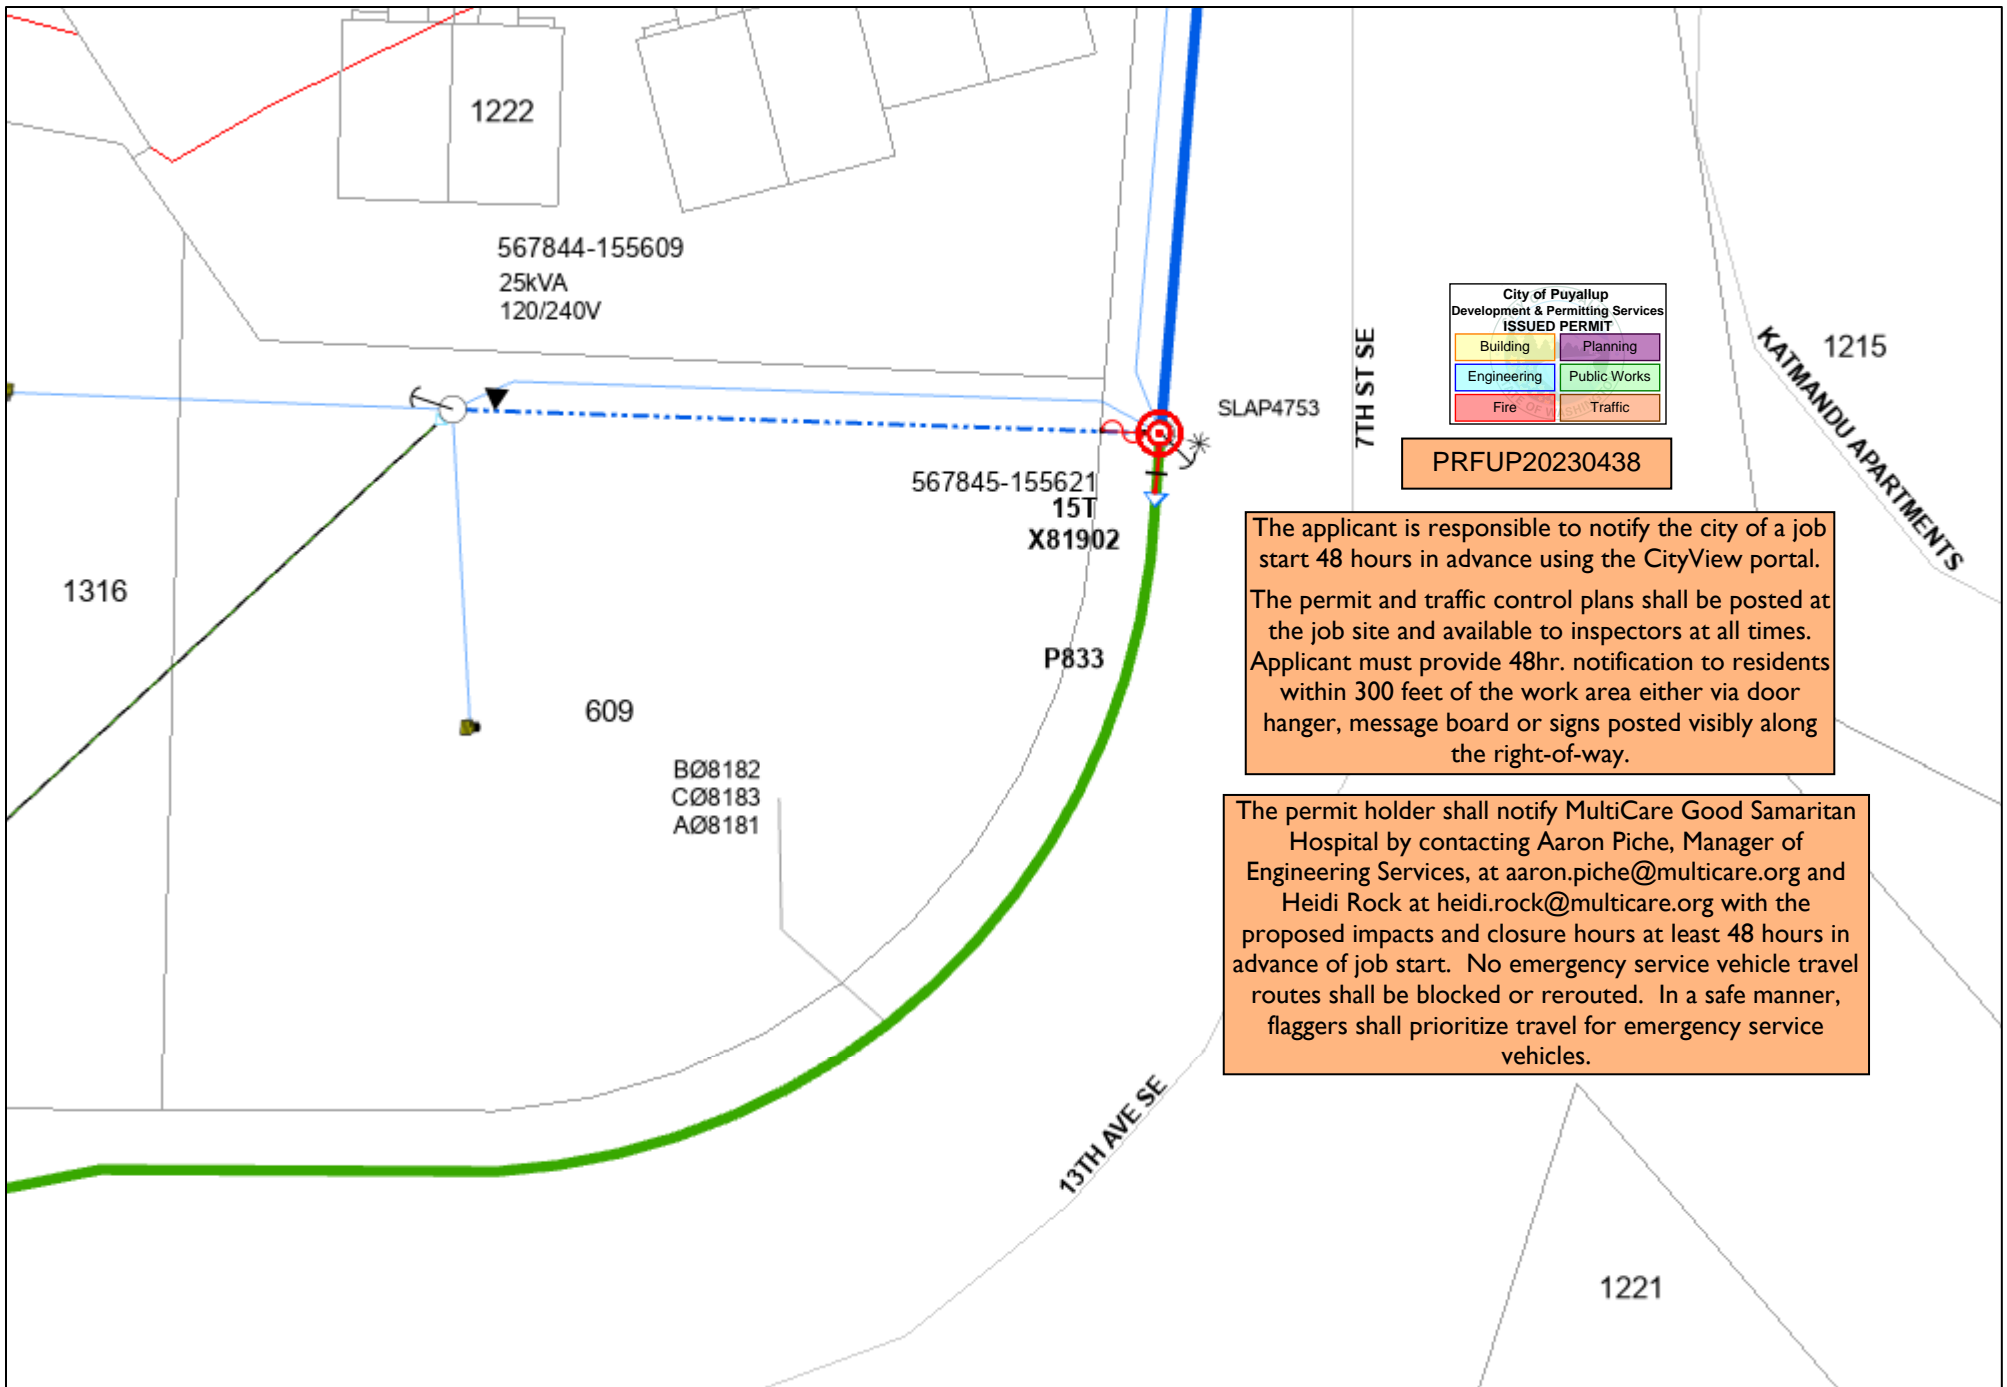 1222
567844-155609
25kVA
120/240V
City of Puyallup
Development & Permitting Services
ISSUED PERMIT
Building
Planning
Engineering
Public Works
Fire
Traffic
OF WASHING
7TH ST SE
KATMANDU APARTMENTS
1215
SLAP4753
PRFUP20230438
567845-155621
15T
X81902
The applicant is responsible to notify the city of a job
start 48 hours in advance using the CityView portal.
The permit and traffic control plans shall be posted at
the job site and available to inspectors at all times.
Applicant must provide 48hr. notification to residents
within 300 feet of the work area either via door
hanger, message board or signs posted visibly along
the right-of-way.
1316
P833
609
BØ8182
CØ8183
AØ8181
The permit holder shall notify MultiCare Good Samaritan
Hospital by contacting Aaron Piche, Manager of
Engineering Services, at aaron.piche@multicare.org and
Heidi Rock at heidi.rock@multicare.org with the
proposed impacts and closure hours at least 48 hours in
advance of job start.  No emergency service vehicle travel
routes shall be blocked or rerouted.  In a safe manner,
flaggers shall prioritize travel for emergency service
vehicles.
13TH AVE SE
1221